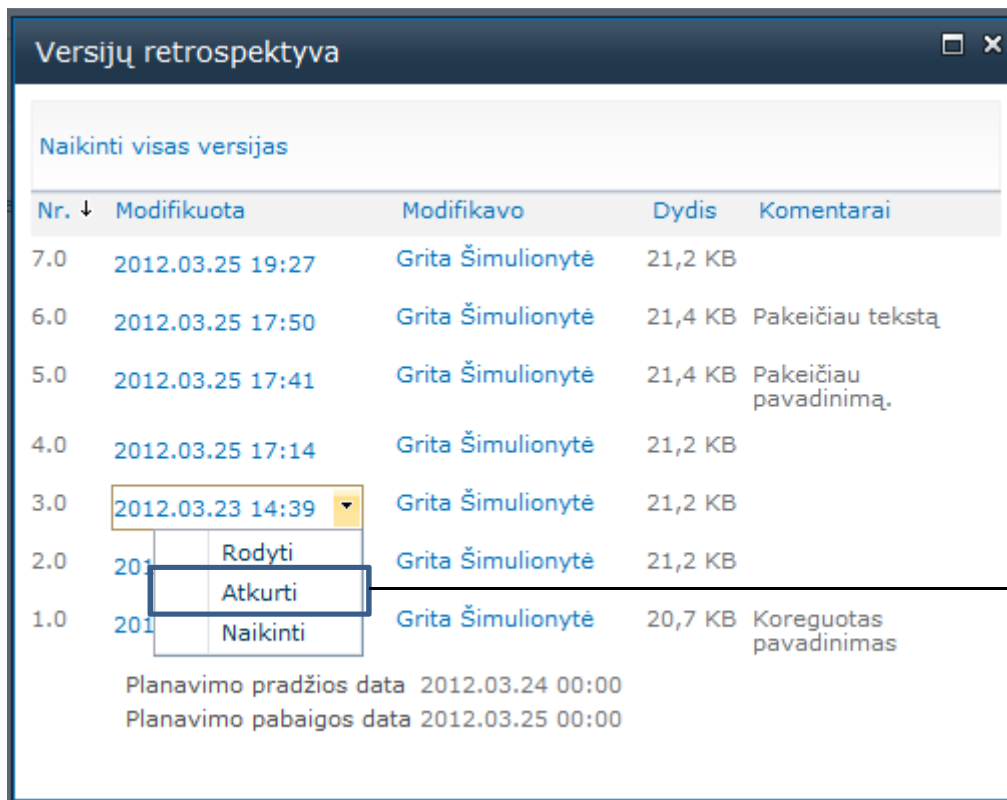 Versijų retrospektyva
Naikinti visas versijas
Nr. Modifikuota Modifikavo Dydis Komentarai
7.0 2012.03.25 19:27 Grita Šimulionytė 21,2 KB
6.0 2012.03.25 17:50 Grita Šimulionytė 21,4 KB Pakeičiau tekstą
5.0 2012.03.25 17:41 Grita Šimulionytė 21,4 KB Pakeičiau
pavadinimą.
4.0 2012.03.25 17:14 Grita Šimulionytė 21,2 KB
3.0 2012.03.23 14:39 Grita Šimulionytė 21,2 KB
Rodyti
2.0 Grita Šimulionytė 21,2 KB
Atkurti
1.0 Grita Šimulionytė 20,7 KB Koreguotas
pavadinimas
Naikinti
Planavimo pradžios data 2012.03.24 00:00
Planavimo pabaigos data 2012.03.25 00:00